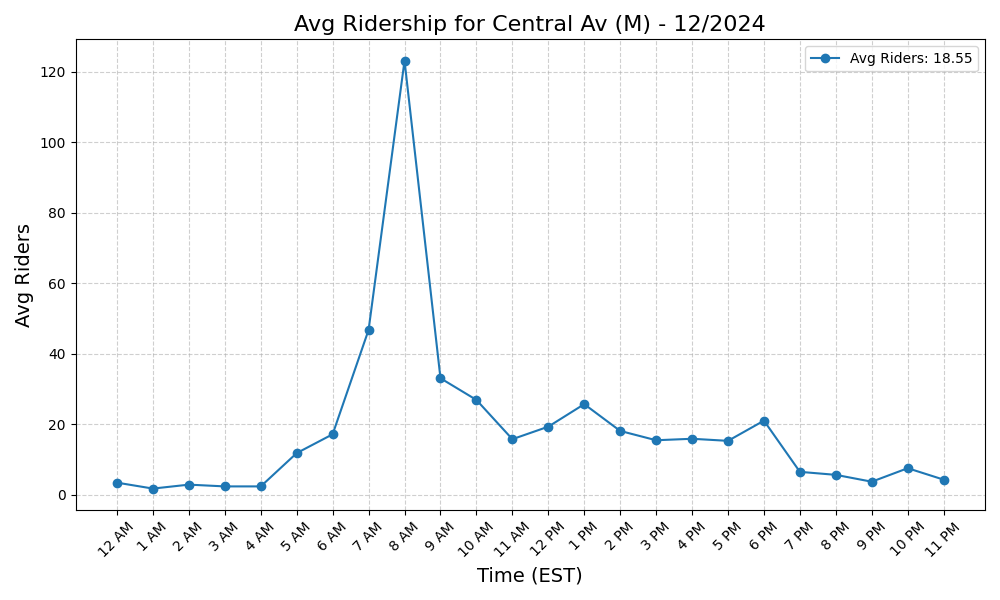 Avg Ridership for Central Av (M) - 12/2024
Avg Riders: 18.55
Avg Riders
120
100
80
60
40
20
0
12 AM
1 AM
2 AM
3 AM
4 AM
5 AM
6 AM
7 AM
8 AM
9 AM
10 AM
11 AM
12 PM
1 PM
2 PM
3 PM
4 PM
5 PM
6 PM
7 PM
8 PM
9 PM
10 PM
11 PM
Time (EST)